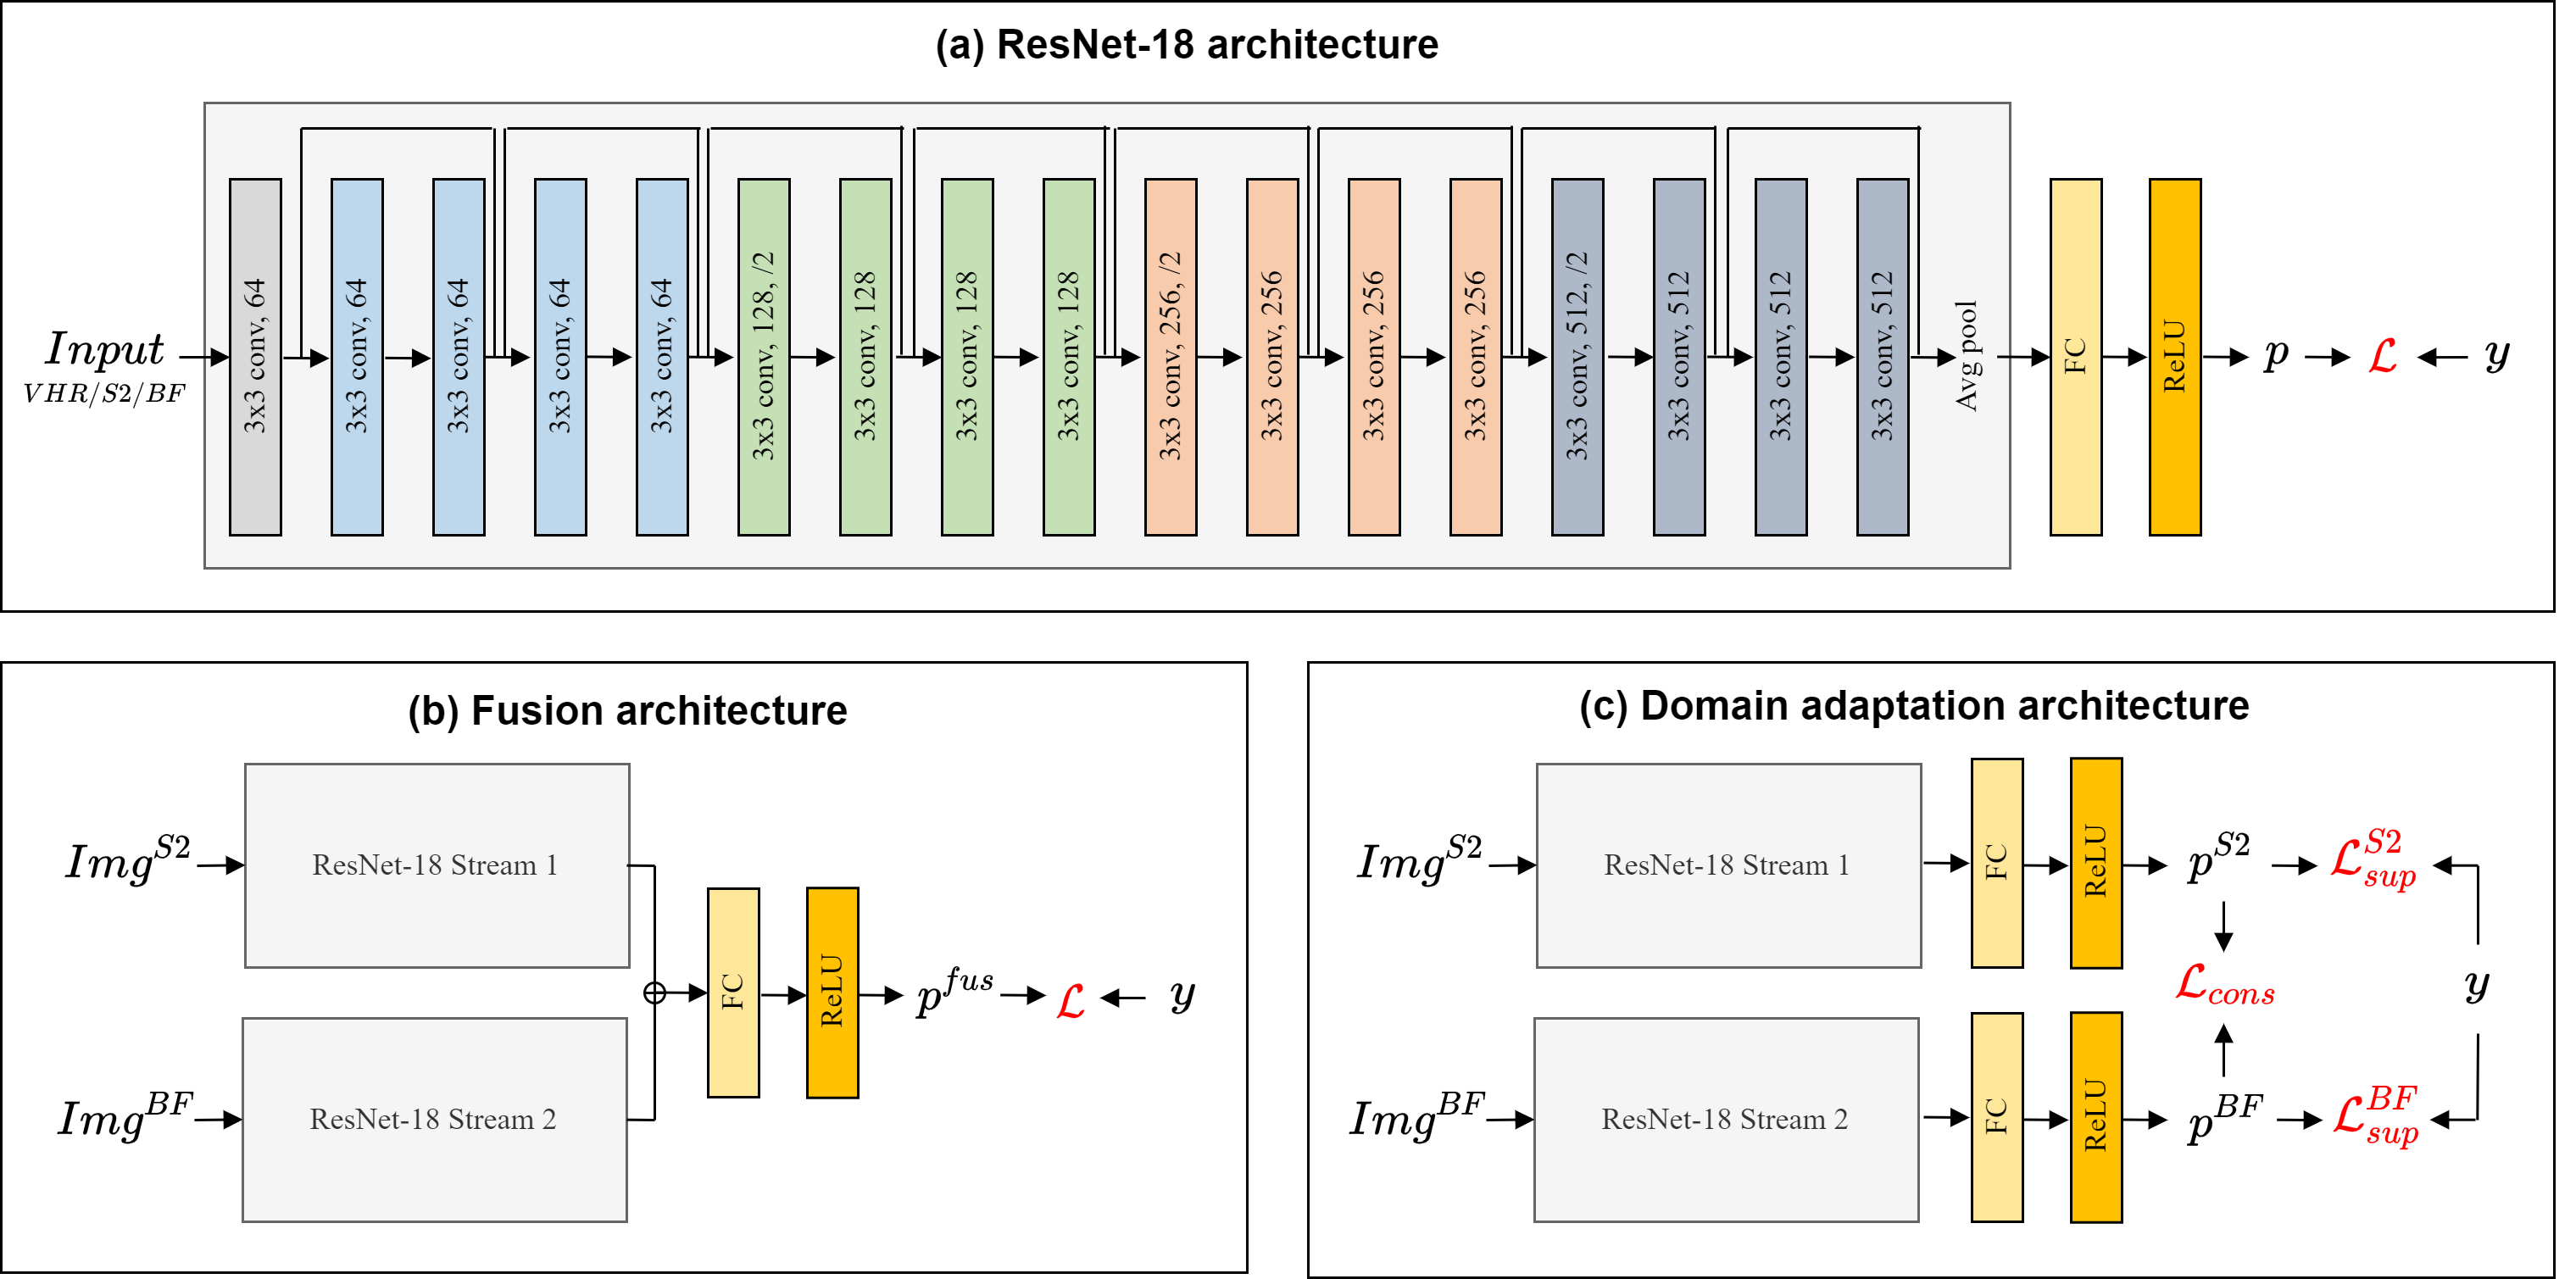 (a) ResNet-18 architecture
Input
VHR/S2/BF
3x3 conv, 64
3x3 conv, 64
3x3 conv, 64
3x3 conv, 64
3x3 conv, 64
3x3 conv, 128, /2
3x3 conv, 128
3x3 conv, 128
3x3 conv, 128
3x3 conv, 256, /2
3x3 conv, 256
3x3 conv, 256
3x3 conv, 256
3x3 conv, 512, /2
3x3 conv, 512
3x3 conv, 512
3x3 conv, 512
Avg pool
FC
ReLU
p
ℒ
y
(b) Fusion architecture
Img^{S2}
ResNet-18 Stream 1
Img^{BF}
ResNet-18 Stream 2
FC
ReLU
p^{fus}
ℒ
y
(c) Domain adaptation architecture
Img^{S2}
ResNet-18 Stream 1
FC
ReLU
p^{S2}
ℒ^{S2}_{sup}
ℒ_{cons}
y
Img^{BF}
ResNet-18 Stream 2
FC
ReLU
p^{BF}
ℒ^{BF}_{sup}